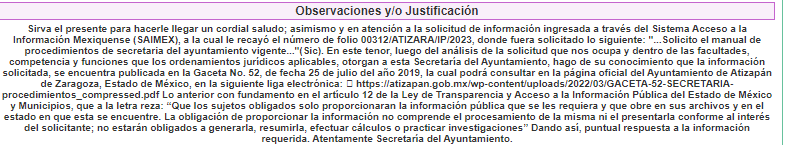 Observaciones y/o Justificación
Sirva el presente para hacerle llegar un cordial saludo; asimismo y en atención a la solicitud de información ingresada a través del Sistema Acceso a la
Información Mexiquense (SAIMEX), a la cual le recayó el número de folio 00312/ATIZARA/IP/2023, donde fuera solicitado lo siguiente: "...Solicito el manual de
procedimientos de secretaria del ayuntamiento vigente..."(Sic). En este tenor, luego del análisis de la solicitud que nos ocupa y dentro de las facultades,
competencia y funciones que los ordenamientos jurídicos aplicables, otorgan a esta Secretaría del Ayuntamiento, hago de su conocimiento que la información
solicitada, se encuentra publicada en la Gaceta No. 52, de fecha 25 de julio del año 2019, la cual podrá consultar en la página oficial del Ayuntamiento de Atizapán
de Zaragoza, Estado de México, en la siguiente liga electrónica: https://atizapan.gob.mx/wp-content/uploads/2022/03/GACETA-52-SECRETARIA-
procedimientos_compressed.pdf Lo anterior con fundamento en el artículo 12 de la Ley de Transparencia y Acceso a la Información Pública del Estado de México
y Municipios, que a la letra reza: “Que los sujetos obligados solo proporcionaran la información pública que se les requiera y que obre en sus archivos y en el
estado en que esta se encuentre. La obligación de proporcionar la información no comprende el procesamiento de la misma ni el presentarla conforme al interés
del solicitante; no estarán obligados a generarla, resumirla, efectuar cálculos o practicar investigaciones” Dando así, puntual respuesta a la información
requerida. Atentamente Secretaría del Ayuntamiento.